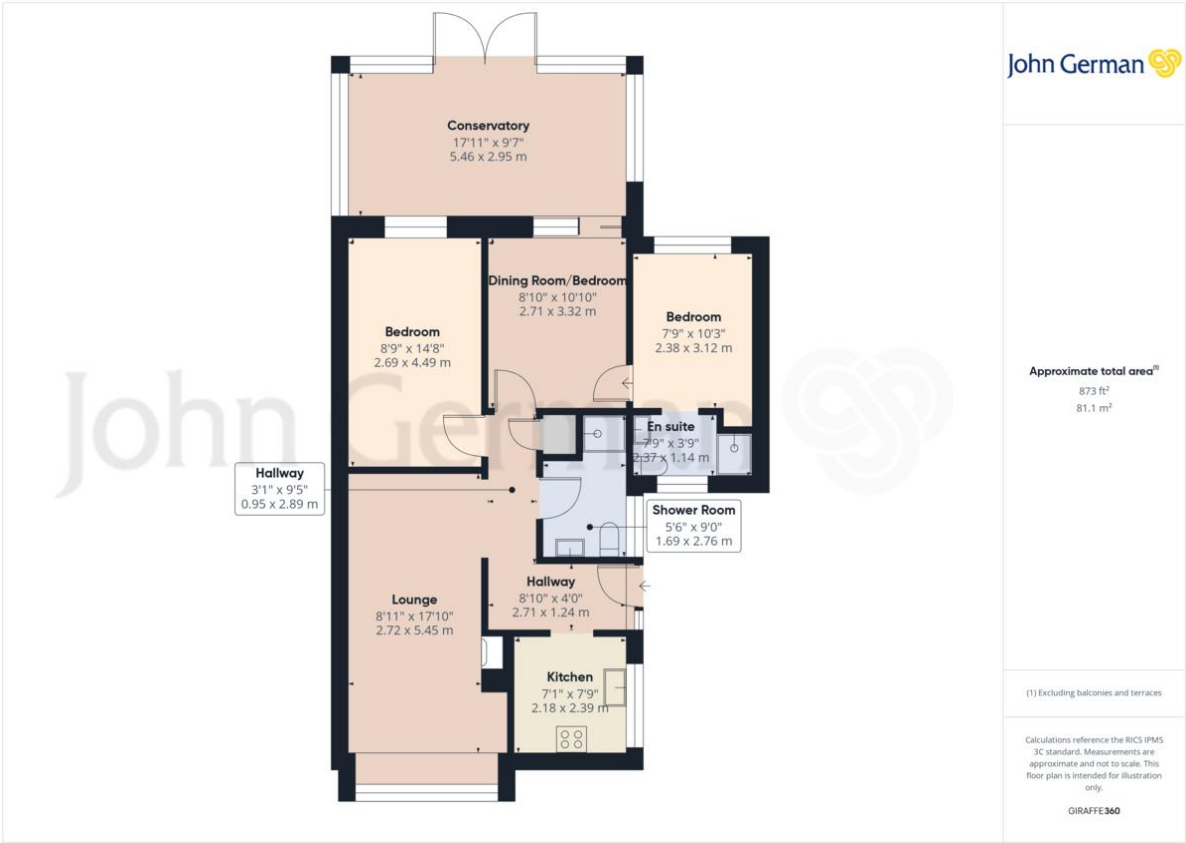 Conservatory
17'11" x 9'7"
5.46 x 2.95 m
Dining Room/Bedroom
8'10" x 10'10"
2.71 x 3.32 m
Bedroom
7'9" x 10'3"
2.38 x 3.12 m
Bedroom
8'9" x 14'8"
2.69 x 4.49 m
En suite
7'9" x 3'9"
2.37 x 1.14 m
Hallway
3'1" x 9'5"
0.95 x 2.89 m
Shower Room
5'6" x 9'0"
1.69 x 2.76 m
Hallway
8'10" x 4'0"
2.71 x 1.24 m
Lounge
8'11" x 17'10"
2.72 x 5.45 m
Kitchen
7'1" x 7'9"
2.18 x 2.39 m
John German
John German
Approximate total area(1)
873 ft²
81.1 m²
(1) Excluding balconies and terraces
Calculations reference the RICS IPMS
3C standard. Measurements are
approximate and not to scale. This
floor plan is intended for illustration
only.
GIRAFFE360